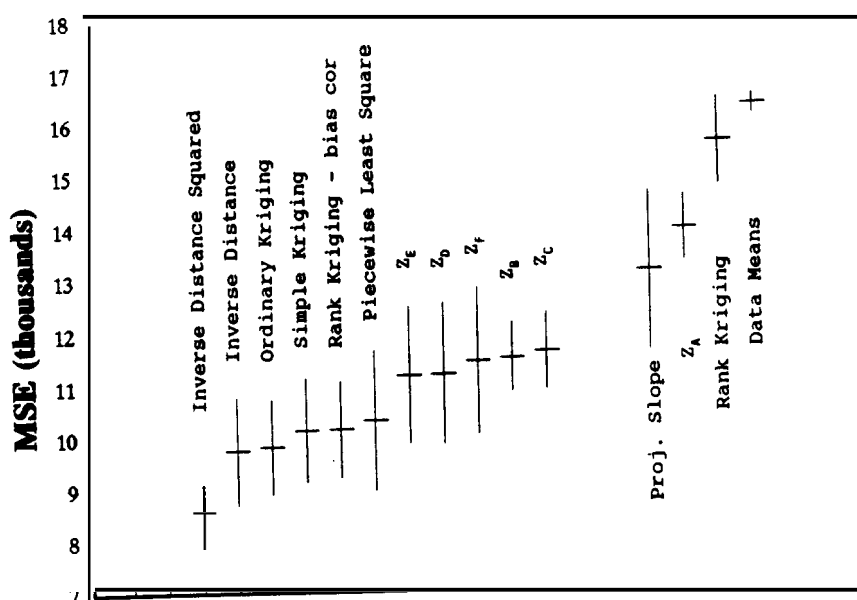 18
17
16
15
14
13
12
11
10
9
8
7
MSE (thousands)
Inverse Distance Squared
Inverse Distance
Ordinary Kriging
Simple Kriging
Rank Kriging - bias cor
Piecewise Least Square
Z_E
Z_D
Z_F
Z_B
Z_C
Proj. Slope
Z_A
Rank Kriging
Data Means